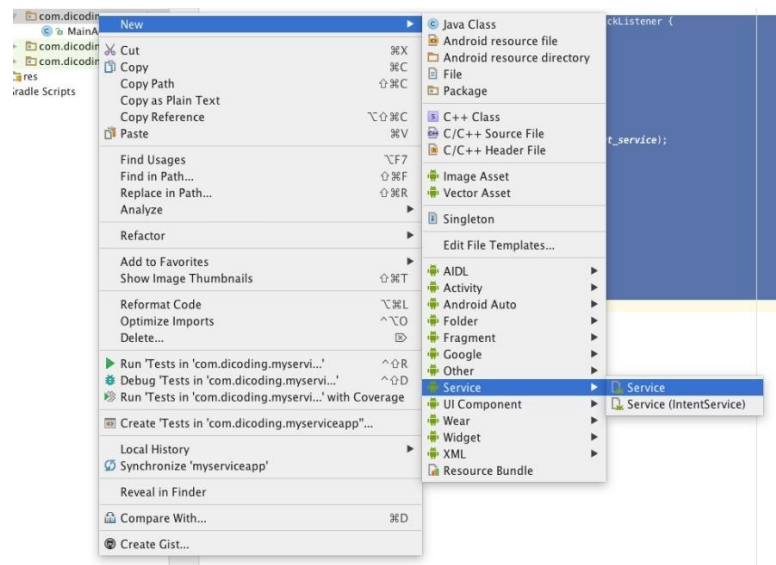 com.dicodin
MainA
com.dicodin
com.dicodin
res
Gradle Scripts
New
Cut ⌘X
Copy ⌘C
Copy Path ⇧⌘C
Copy as Plain Text
Copy Reference ⌥⇧⌘C
Paste ⌘V
Find Usages ⌥F7
Find in Path... ⇧⌘F
Replace in Path... ⇧⌘R
Analyze
Refactor
Add to Favorites
Show Image Thumbnails ⇧⌘T
Reformat Code ⌥⌘L
Optimize Imports ^⌥O
Delete... ⌦
Run 'Tests in 'com.dicoding.myservi...' ^⇧R
Debug 'Tests in 'com.dicoding.myservi...' ^⇧D
Run 'Tests in 'com.dicoding.myservi...' with Coverage
Create 'Tests in 'com.dicoding.myserviceapp''...
Local History
Synchronize 'myserviceapp'
Reveal in Finder
Compare With... ⌘D
Create Gist...
Java Class
Android resource file
Android resource directory
File
Package
C++ Class
C/C++ Source File
C/C++ Header File
Image Asset
Vector Asset
Singleton
Edit File Templates...
AIDL
Activity
Android Auto
Folder
Fragment
Google
Other
Service
UI Component
Wear
Widget
XML
Resource Bundle
Service
Service (IntentService)
ckListener {
t_service);